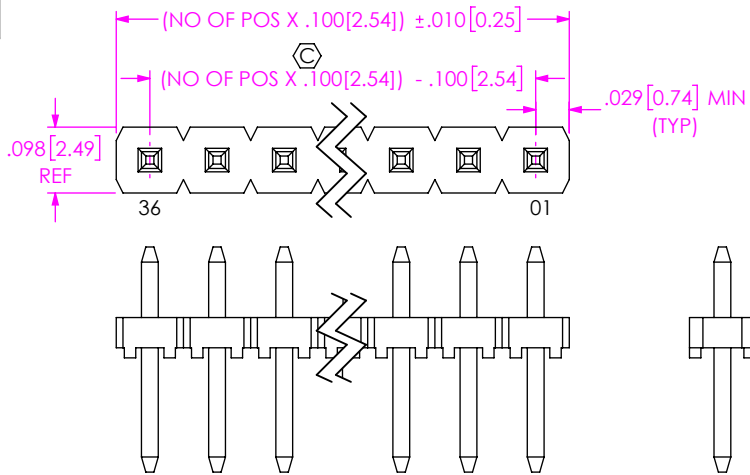 (NO OF POS X .100[2.54]) ±.010[0.25]
C
(NO OF POS X .100[2.54]) - .100[2.54]
.029[0.74] MIN
(TYP)
.098[2.49]
REF
36
01